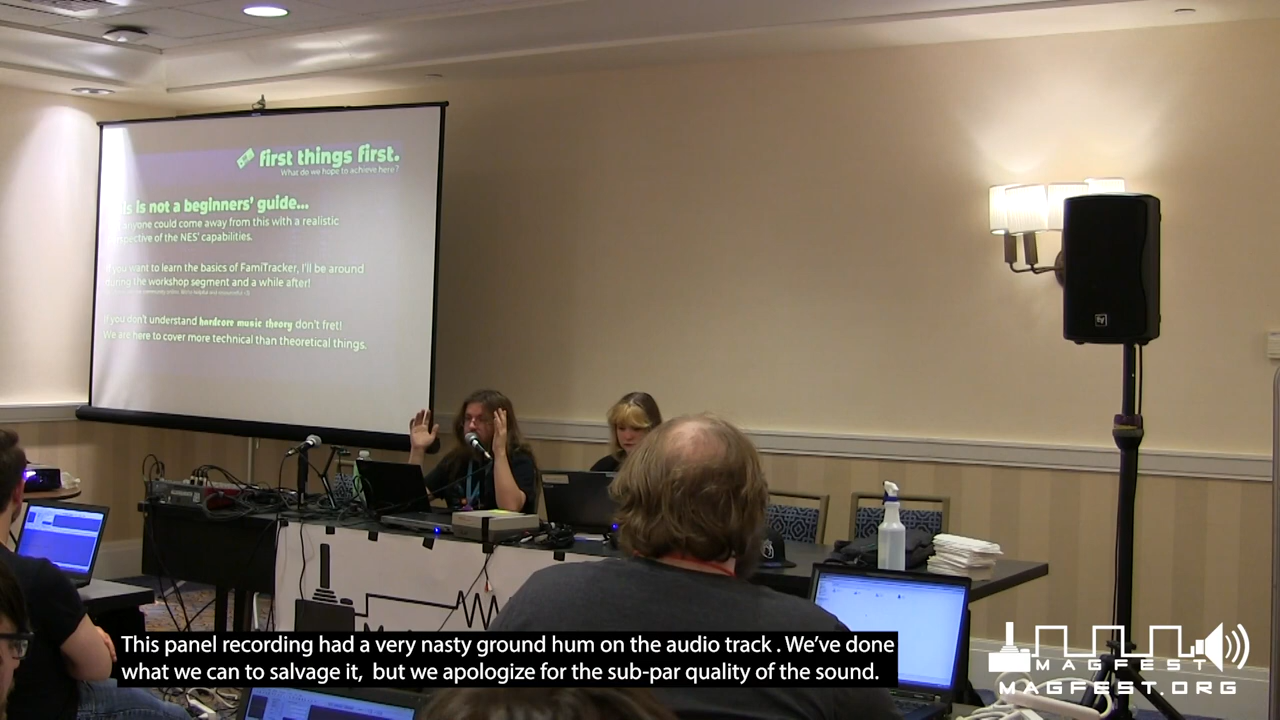 first things first.
What do we hope to achieve here?
is not a beginners' guide...
anyone could come away from this with a realistic
of the NES' capabilities.
you want to learn the basics of FamiTracker, I'll be around
during the workshop segment and a while after!
If you don't understand hardcore music theory don't fret!
We are here to cover more technical than theoretical things.
This panel recording had a very nasty ground hum on the audio track . We've done
what we can to salvage it, but we apologize for the sub-par quality of the sound.
MAGFEST
MAGFEST.ORG
EV